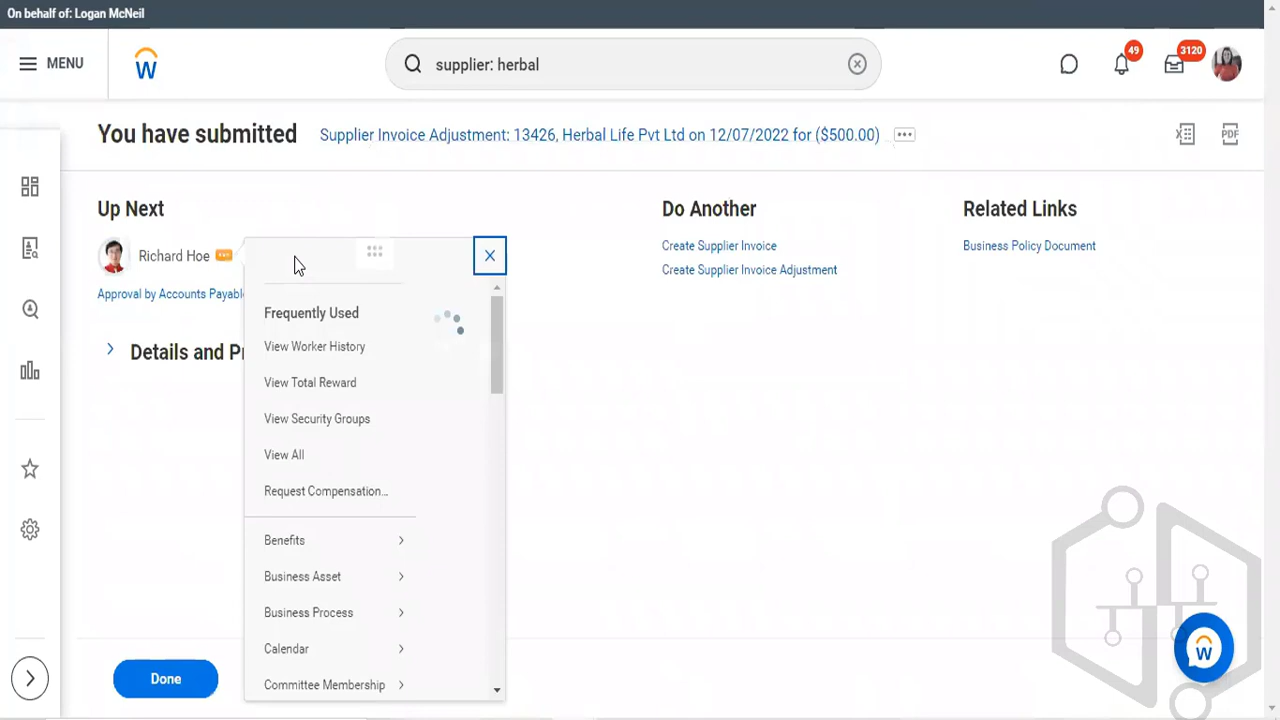 On behalf of: Logan McNeil
MENU
supplier: herbal
49
3120
You have submitted Supplier Invoice Adjustment: 13426, Herbal Life Pvt Ltd on 12/07/2022 for ($500.00)
PDF
Up Next
Richard Hoe
Approval by Accounts Payabl
Details and Pr
Frequently Used
View Worker History
View Total Reward
View Security Groups
View All
Request Compensation...
Benefits
Business Asset
Business Process
Calendar
Committee Membership
Do Another
Create Supplier Invoice
Create Supplier Invoice Adjustment
Related Links
Business Policy Document
Done